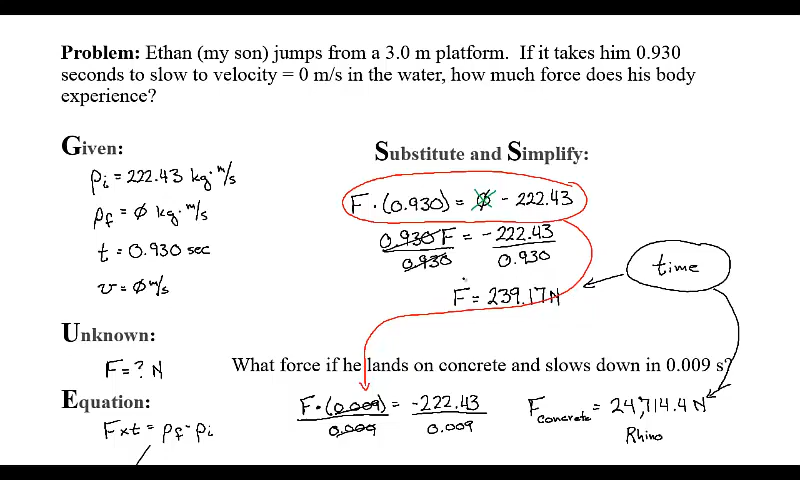 Problem: Ethan (my son) jumps from a 3.0 m platform. If it takes him 0.930
seconds to slow to velocity = 0 m/s in the water, how much force does his body
experience?
Given:
pi = 222.43 kg·m/s
pf = ∅ kg·m/s
t = 0.930 sec
v = ∅ m/s
Unknown:
F = ? N
Equation:
Fxt = pf - pi
Substitute and Simplify:
F·(0.930) = ∅ - 222.43
0.930 F = -222.43
0.930 0.930
F = 239.17 N
time
What force if he lands on concrete and slows down in 0.009 s?
F·(0.009) = -222.43
0.009 0.009
F concrete = 24,714.4 N
Rhino